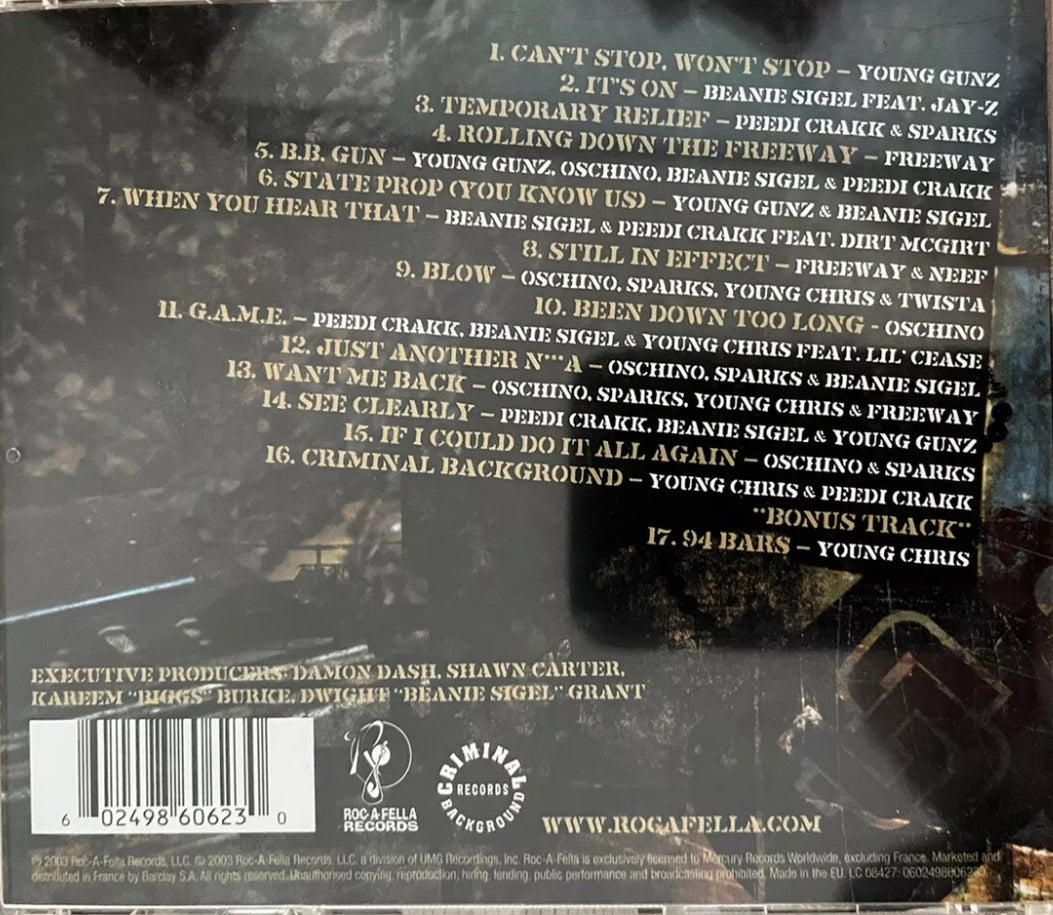 1. CAN'T STOP, WON'T STOP – YOUNG GUNZ
2. IT'S ON – BEANIE SIGEL FEAT. JAY-Z
3. TEMPORARY RELIEF – PEEDI CRAKK & SPARKS
4. ROLLING DOWN THE FREEWAY – FREEWAY
5. B.B. GUN – YOUNG GUNZ, OSCHINO, BEANIE SIGEL & PEEDI CRAKK
6. STATE PROP (YOU KNOW US) – YOUNG GUNZ & BEANIE SIGEL
7. WHEN YOU HEAR THAT – BEANIE SIGEL & PEEDI CRAKK FEAT. DIRT MCGIRT
8. STILL IN EFFECT – FREEWAY & NEEF
9. BLOW – OSCHINO, SPARKS, YOUNG CHRIS & TWISTA
10. BEEN DOWN TOO LONG - OSCHINO
11. G.A.M.E. – PEEDI CRAKK, BEANIE SIGEL & YOUNG CHRIS FEAT. LIL' CEASE
12. JUST ANOTHER N***A – OSCHINO, SPARKS & BEANIE SIGEL
13. WANT ME BACK – OSCHINO, SPARKS, YOUNG CHRIS & FREEWAY
14. SEE CLEARLY – PEEDI CRAKK, BEANIE SIGEL & YOUNG GUNZ
15. IF I COULD DO IT ALL AGAIN – OSCHINO & SPARKS
16. CRIMINAL BACKGROUND – YOUNG CHRIS & PEEDI CRAKK
"BONUS TRACK"
17. 94 BARS – YOUNG CHRIS
EXECUTIVE PRODUCERS: DAMON DASH, SHAWN CARTER,
KAREEM "BIGGS" BURKE, DWIGHT "BEANIE SIGEL" GRANT
6 02498 60623 0
ROC-A-FELLA
RECORDS
CRIMINAL
RECORDS
BACKGROUND
WWW.ROCAFELLA.COM
℗ 2003 Roc-A-Fella Records, LLC. © 2003 Roc-A-Fella Records, LLC. a division of UMG Recordings, Inc. Roc-A-Fella is exclusively licensed to Mercury Records Worldwide, excluding France. Marketed and
distributed in France by Barclay S.A. All rights reserved. Unauthorised copying, reproduction, hiring, lending, public performance and broadcasting prohibited. Made in the EU. LC 08427: